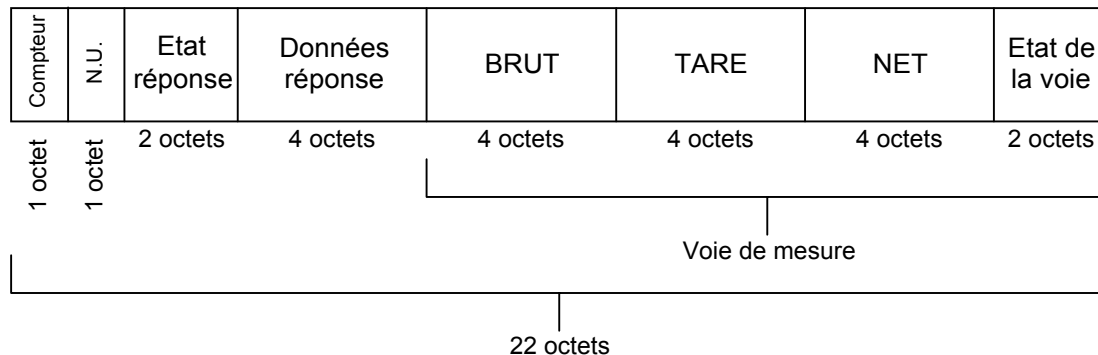 Compteur
N.U.
Etat
réponse
Données
réponse
BRUT
TARE
NET
Etat de
la voie
1 octet
1 octet
2 octets
4 octets
4 octets
4 octets
4 octets
2 octets
Voie de mesure
22 octets